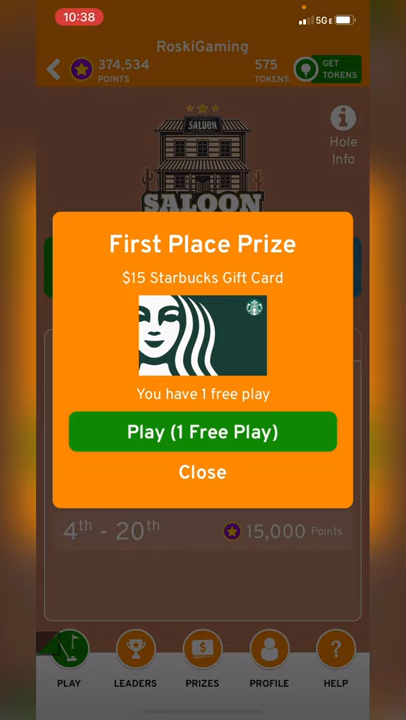 10:38
5GE
RoskiGaming
374,534
POINTS
575
TOKENS
GET
TOKENS
SALOON
SALOON
Hole
Info
First Place Prize
$15 Starbucks Gift Card
You have 1 free play
Play (1 Free Play)
Close
4th - 20th
15,000 Points
PLAY
LEADERS
PRIZES
PROFILE
HELP